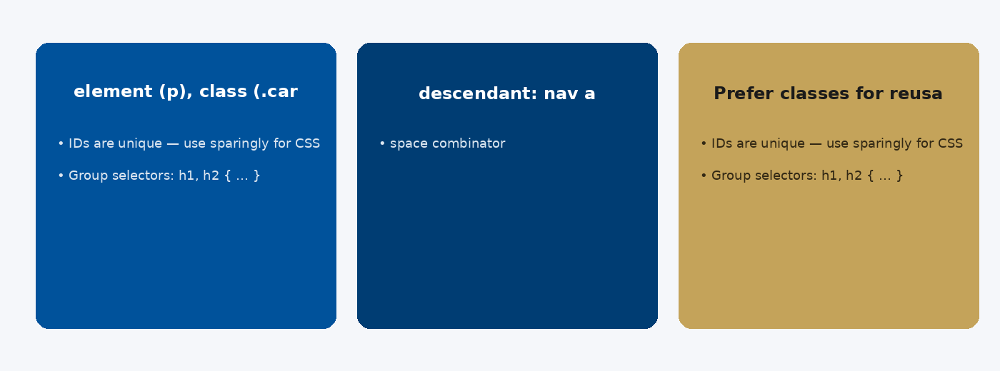 element (p), class (.car
• IDs are unique — use sparingly for CSS
• Group selectors: h1, h2 { … }
descendant: nav a
• space combinator
Prefer classes for reusa
• IDs are unique — use sparingly for CSS
• Group selectors: h1, h2 { … }